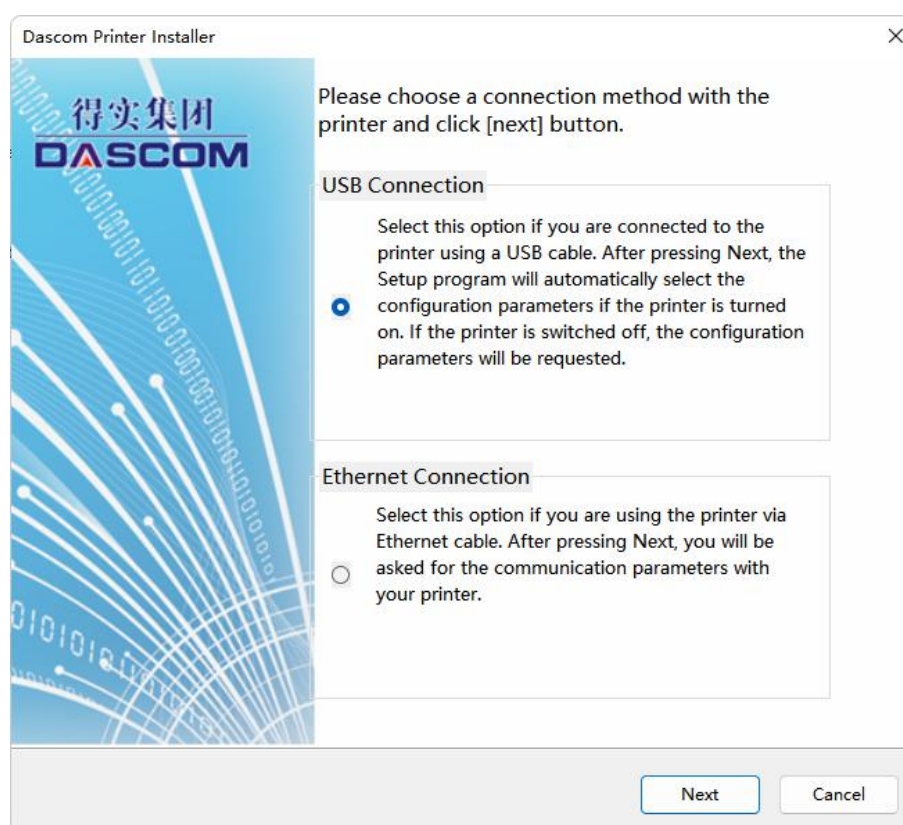 Dascom Printer Installer
得实集团
DASCOM
Please choose a connection method with the
printer and click [next] button.
USB Connection
Select this option if you are connected to the
printer using a USB cable. After pressing Next, the
Setup program will automatically select the
configuration parameters if the printer is turned
on. If the printer is switched off, the configuration
parameters will be requested.
Ethernet Connection
Select this option if you are using the printer via
Ethernet cable. After pressing Next, you will be
asked for the communication parameters with
your printer.
Next
Cancel